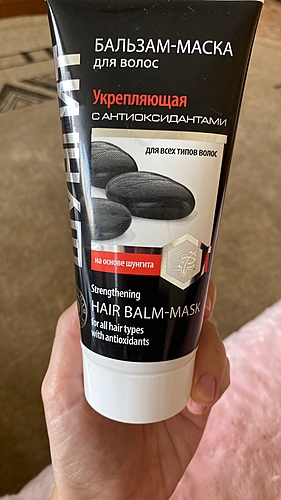 БАЛЬЗАМ-МАСКА
для волос
Укрепляющая
С АНТИОКСИДАНТАМИ
для всех типов волос
на основе шунгита
Strengthening
HAIR BALM-MASK
for all hair types
with antioxidants